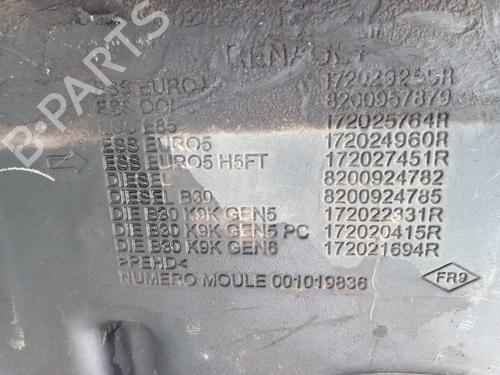 RENAULT
ESS EURO4 172029255R
ESS OCI 8200957879
ESS E85 172025764R
ESS EURO5 172024960R
ESS EURO5 H5FT 172027451R
DIESEL 8200924782
DIESEL B30 8200924785
DIE B30 K9K GEN5 172022331R
DIE B30 K9K GEN5 PC 172020415R
DIE B30 K9K GEN6 172021694R
>PEHD<
NUMERO MOULE 001019836
FR9